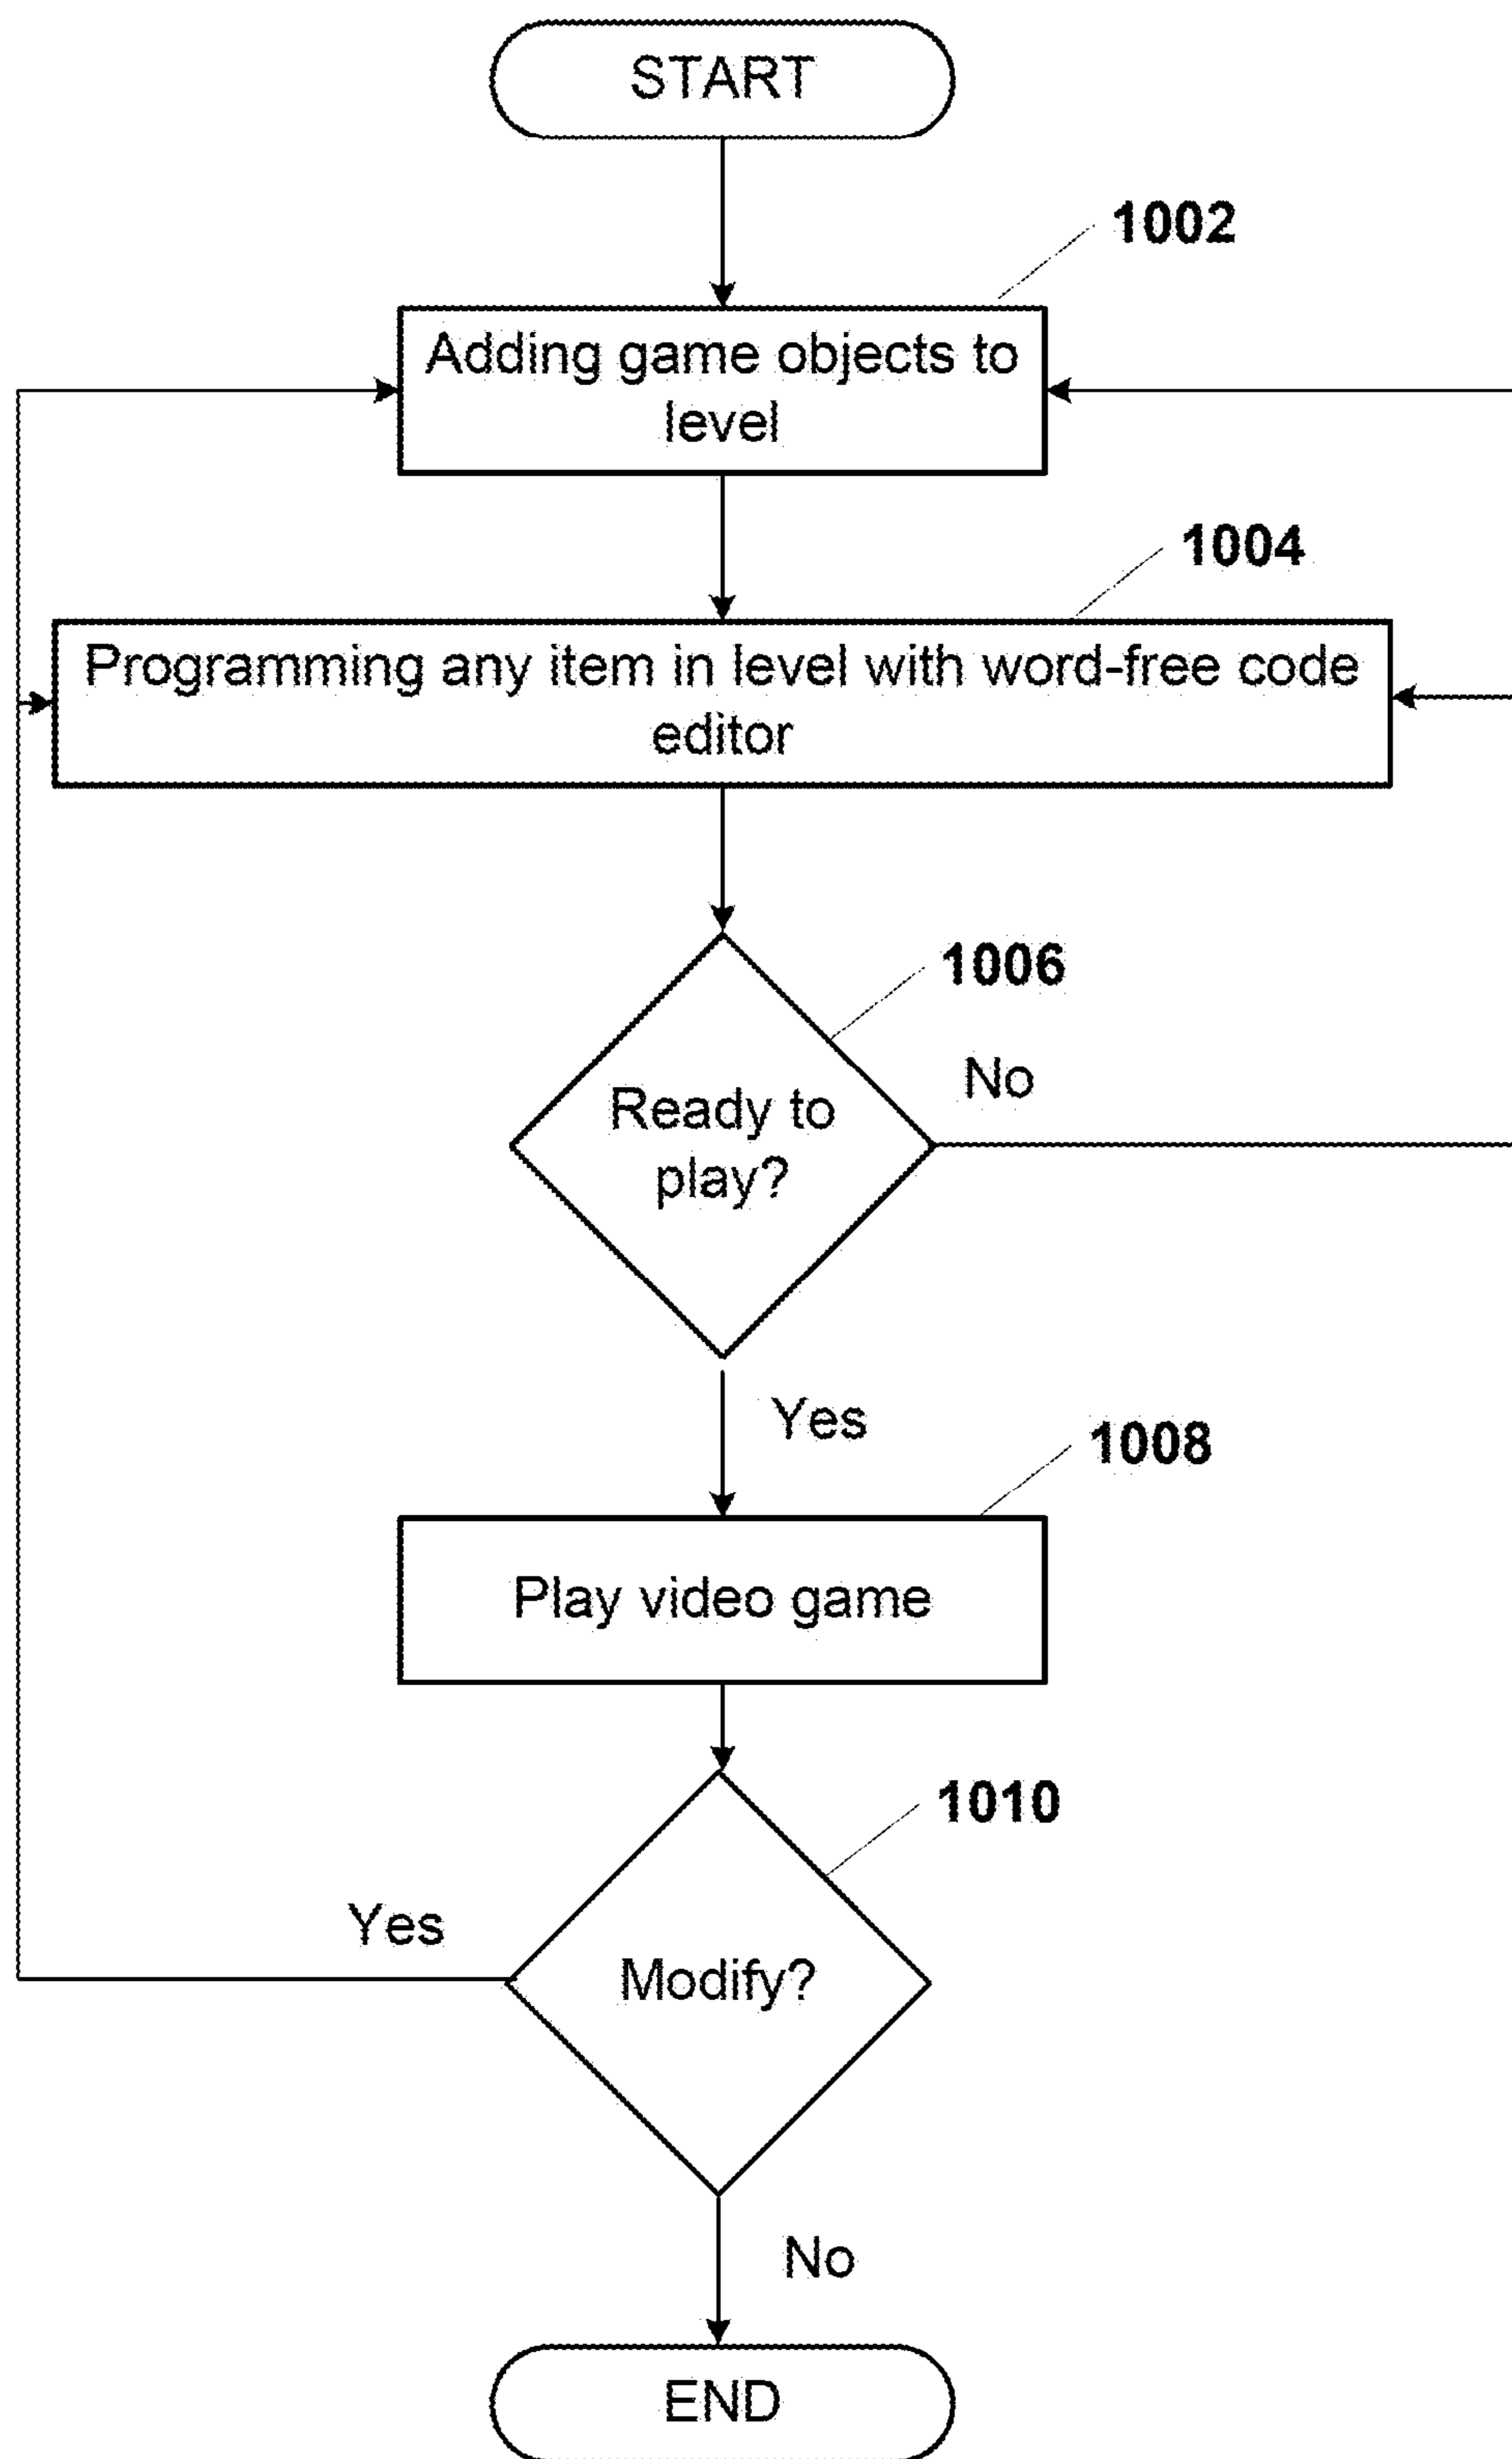 START
1002
Adding game objects to
level
1004
Programming any item in level with word-free code
editor
1006
No
Ready to
play?
Yes
1008
Play video game
1010
Yes
Modify?
No
END